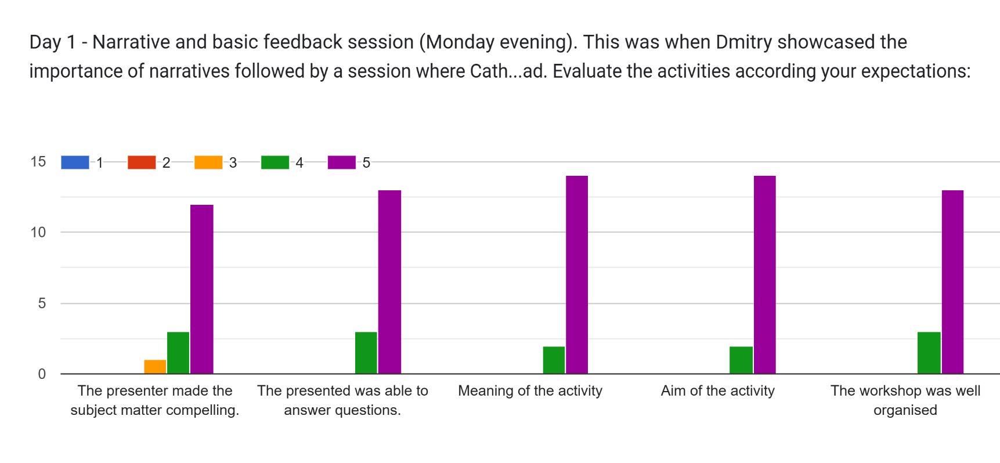 Day 1 - Narrative and basic feedback session (Monday evening). This was when Dmitry showcased the
importance of narratives followed by a session where Cath...ad. Evaluate the activities according your expectations:
15
1
2
3
4
5
10
5
0
The presenter made the
subject matter compelling.
The presented was able to
answer questions.
Meaning of the activity
Aim of the activity
The workshop was well
organised